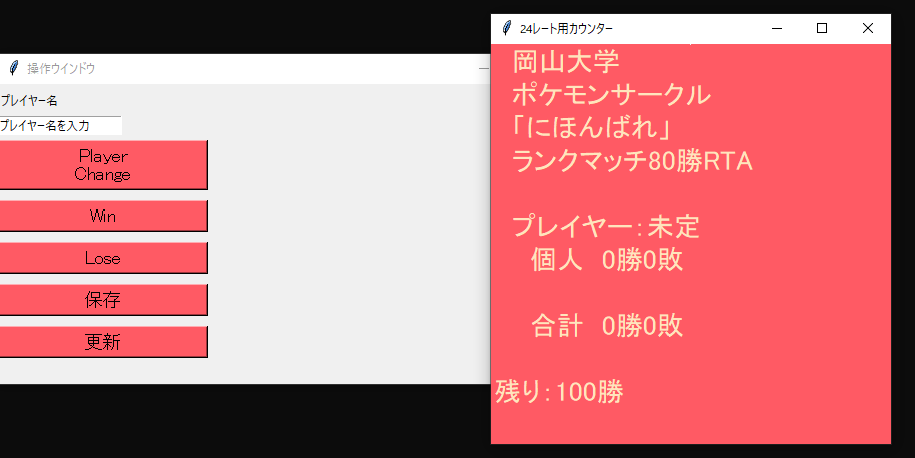 操作ウインドウ
プレイヤー名
プレイヤー名を入力
Player
Change
Win
Lose
保存
更新
24レート用カウンター
岡山大学
ポケモンサークル
「にほんばれ」
ランクマッチ80勝RTA
プレイヤー：未定
個人　0勝0敗
合計　0勝0敗
残り：100勝